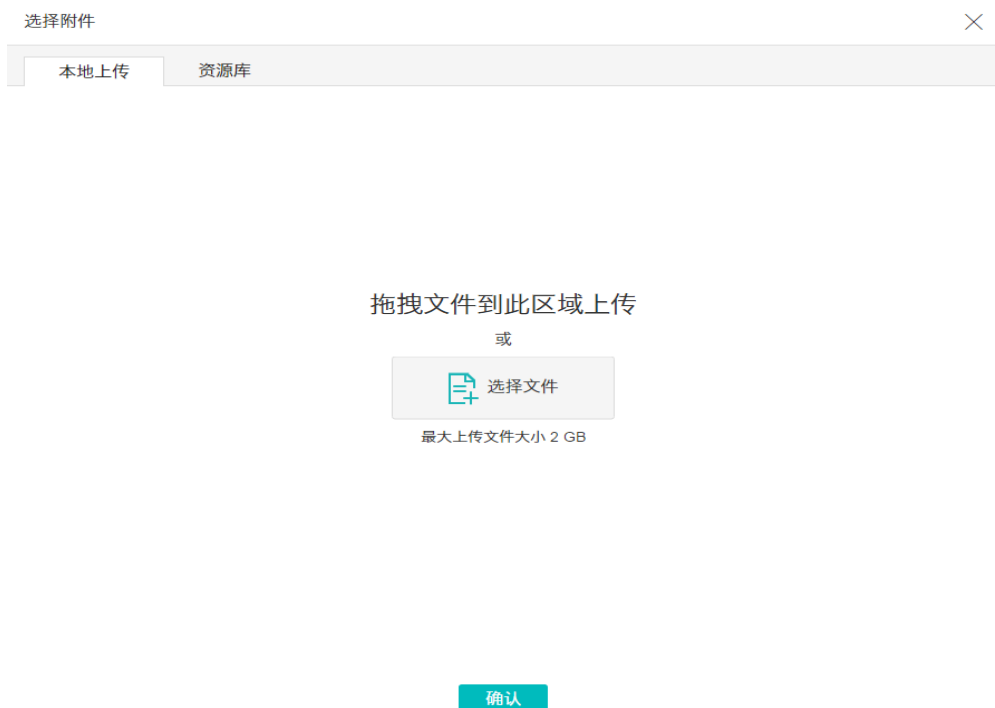 选择附件
本地上传
资源库
拖拽文件到此区域上传
或
选择文件
最大上传文件大小 2 GB
确认